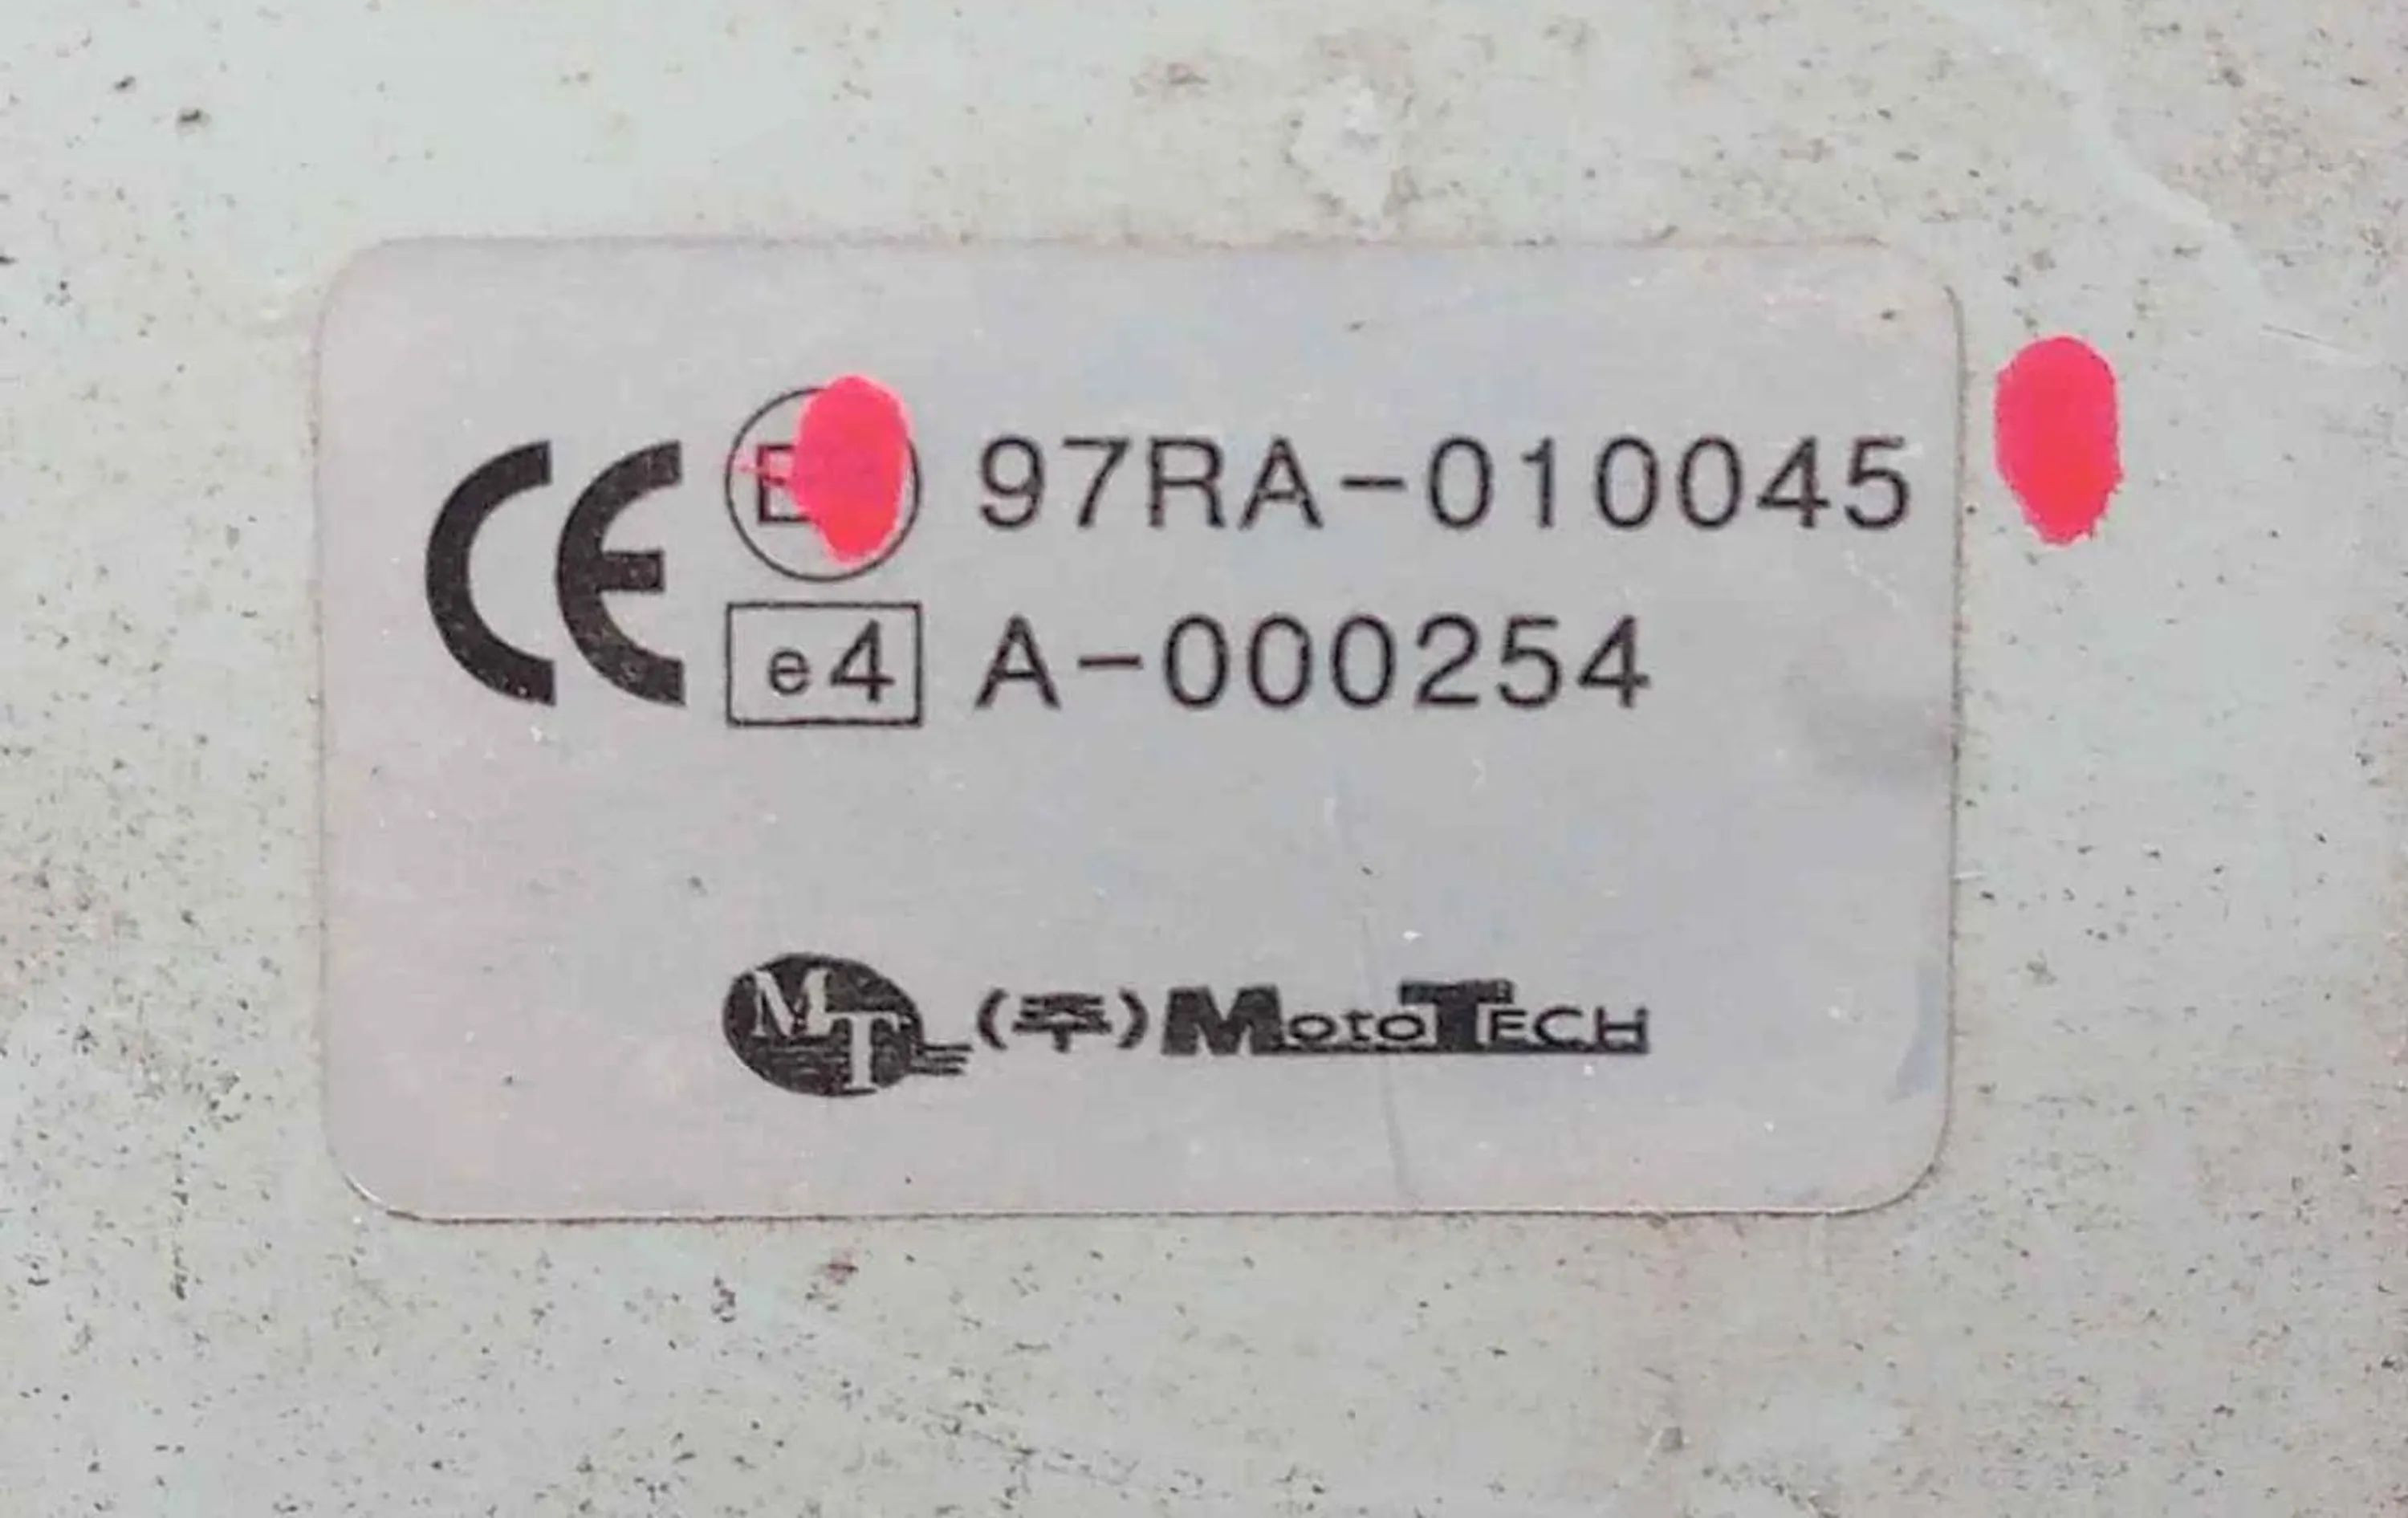 CE E 97RA-010045
e4 A-000254
MT (주) MotoTECH